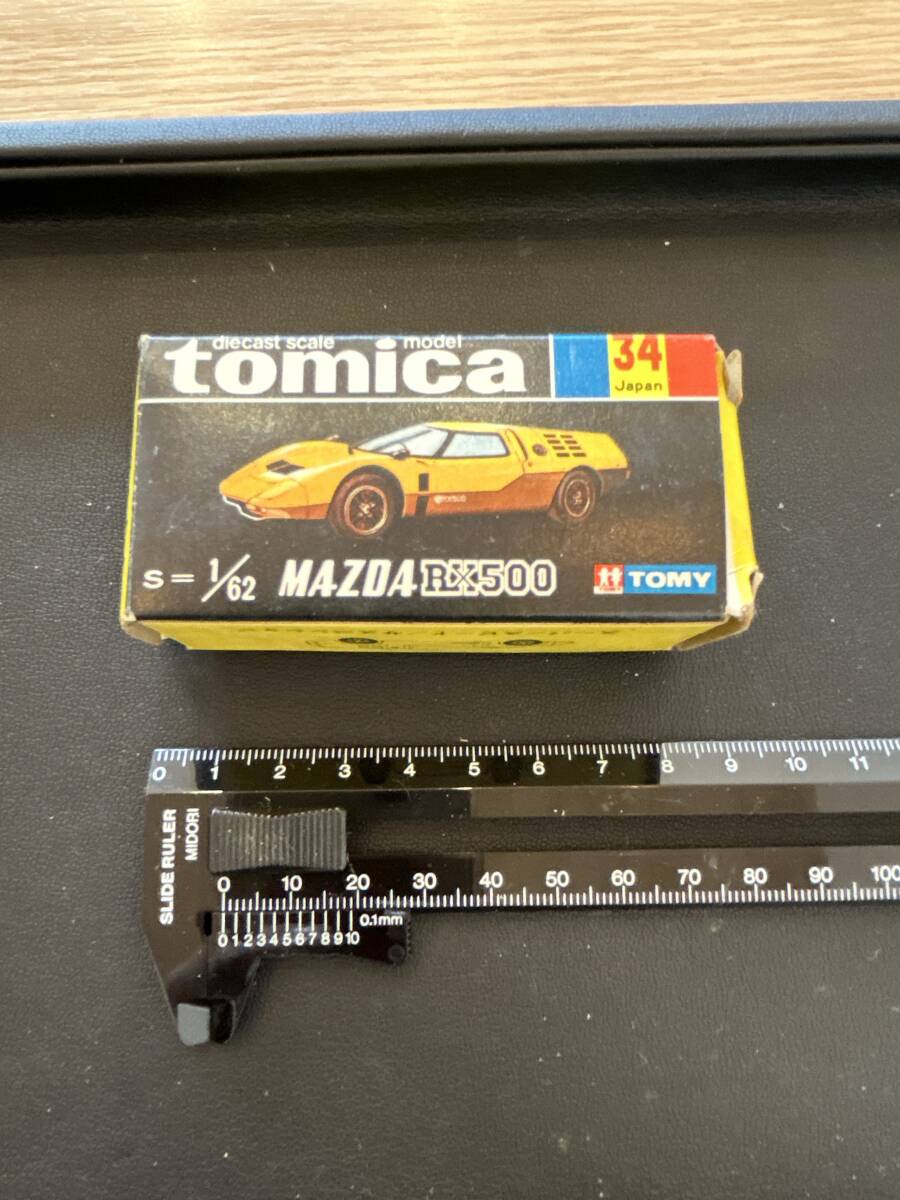 diecast scale model
tomica
34
Japan
S = 1/62 MAZDA RX500
TOMY
0 1 2 3 4 5 6 7 8 9 10 11
SLIDE RULER
MIDORI
0 10 20 30 40 50 60 70 80 90 100
0.1mm
0 1 2 3 4 5 6 7 8 9 10